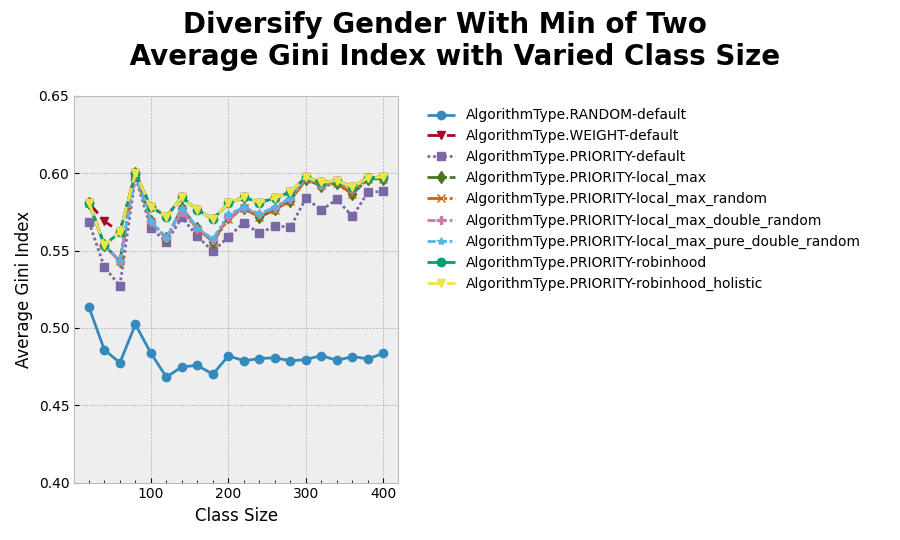 Diversify Gender With Min of Two
Average Gini Index with Varied Class Size
0.65
0.60
0.55
0.50
0.45
0.40
Average Gini Index
100
200
300
400
Class Size
AlgorithmType.RANDOM-default
AlgorithmType.WEIGHT-default
AlgorithmType.PRIORITY-default
AlgorithmType.PRIORITY-local_max
AlgorithmType.PRIORITY-local_max_random
AlgorithmType.PRIORITY-local_max_double_random
AlgorithmType.PRIORITY-local_max_pure_double_random
AlgorithmType.PRIORITY-robinhood
AlgorithmType.PRIORITY-robinhood_holistic